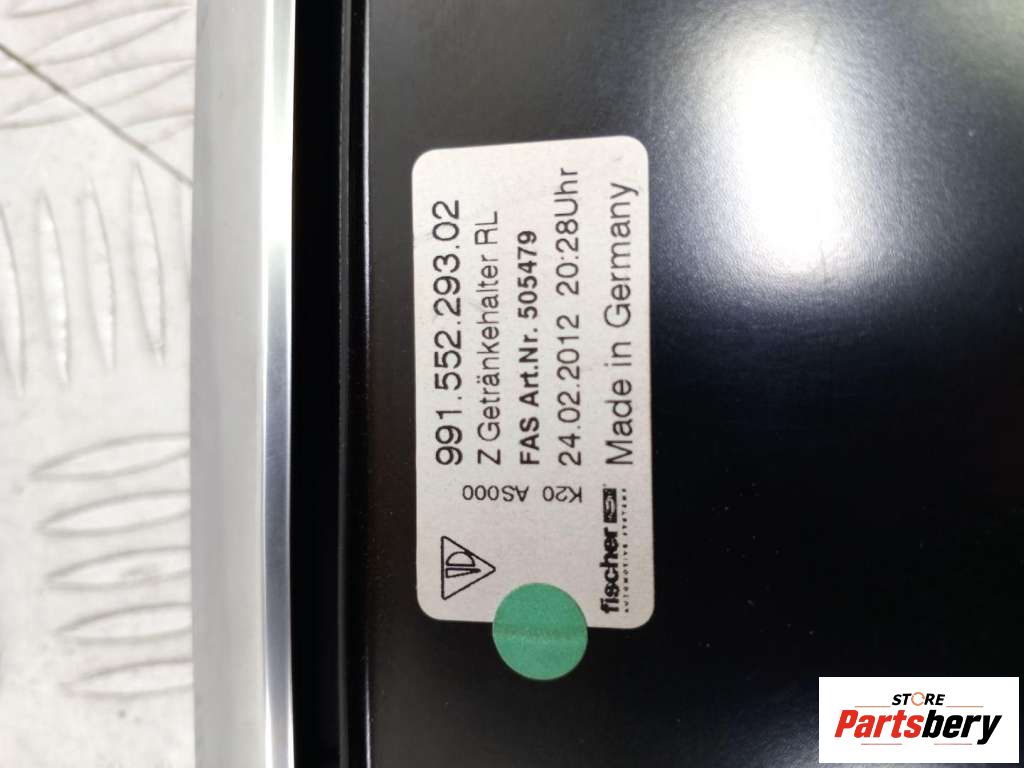 991.552.293.02
Z Getränkehalter RL
FAS Art.Nr. 505479
24.02.2012 20:28Uhr
Made in Germany
AS000
K20
fischer
AUTOMOTIVE SYSTEMS
STORE
Partsbery